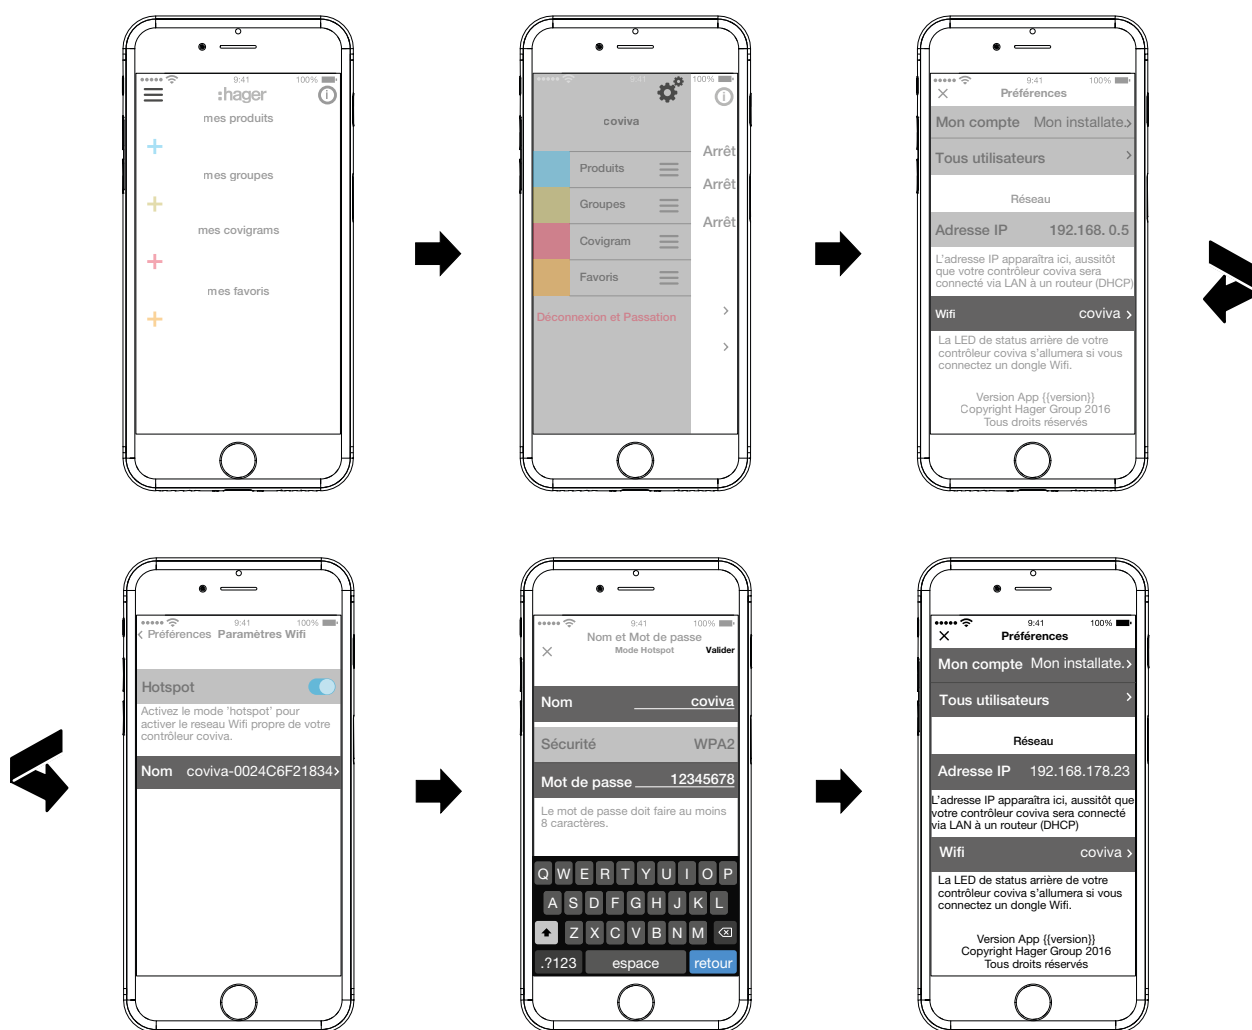 9:41 100%
:hager
mes produits
mes groupes
mes covigrams
mes favoris
9:41 100%
coviva
Arrêt
Produits
Arrêt
Groupes
Arrêt
Covigram
Favoris
Déconnexion et Passation
9:41 100%
Préférences
Mon compte Mon installate.
Tous utilisateurs
Réseau
Adresse IP 192.168. 0.5
L'adresse IP apparaîtra ici, aussitôt
que votre contrôleur coviva sera
connecté via LAN à un routeur (DHCP)
Wifi coviva
La LED de status arrière de votre
contrôleur coviva s'allumera si vous
connectez un dongle Wifi.
Version App {{version}}
Copyright Hager Group 2016
Tous droits réservés
9:41 100%
Préférences Paramètres Wifi
Hotspot
Activez le mode 'hotspot' pour
activer le reseau Wifi propre de votre
contrôleur coviva.
Nom coviva-0024C6F21834
9:41 100%
Nom et Mot de passe
Mode Hotspot Valider
Nom coviva
Sécurité WPA2
Mot de passe 12345678
Le mot de passe doit faire au moins
8 caractères.
Q W E R T Y U I O P
A S D F G H J K L
Z X C V B N M
.?123 espace retour
9:41 100%
Préférences
Mon compte Mon installate.
Tous utilisateurs
Réseau
Adresse IP 192.168.178.23
L'adresse IP apparaîtra ici, aussitôt que
votre contrôleur coviva sera connecté
via LAN à un routeur (DHCP)
Wifi coviva
La LED de status arrière de votre
contrôleur coviva s'allumera si vous
connectez un dongle Wifi.
Version App {{version}}
Copyright Hager Group 2016
Tous droits réservés